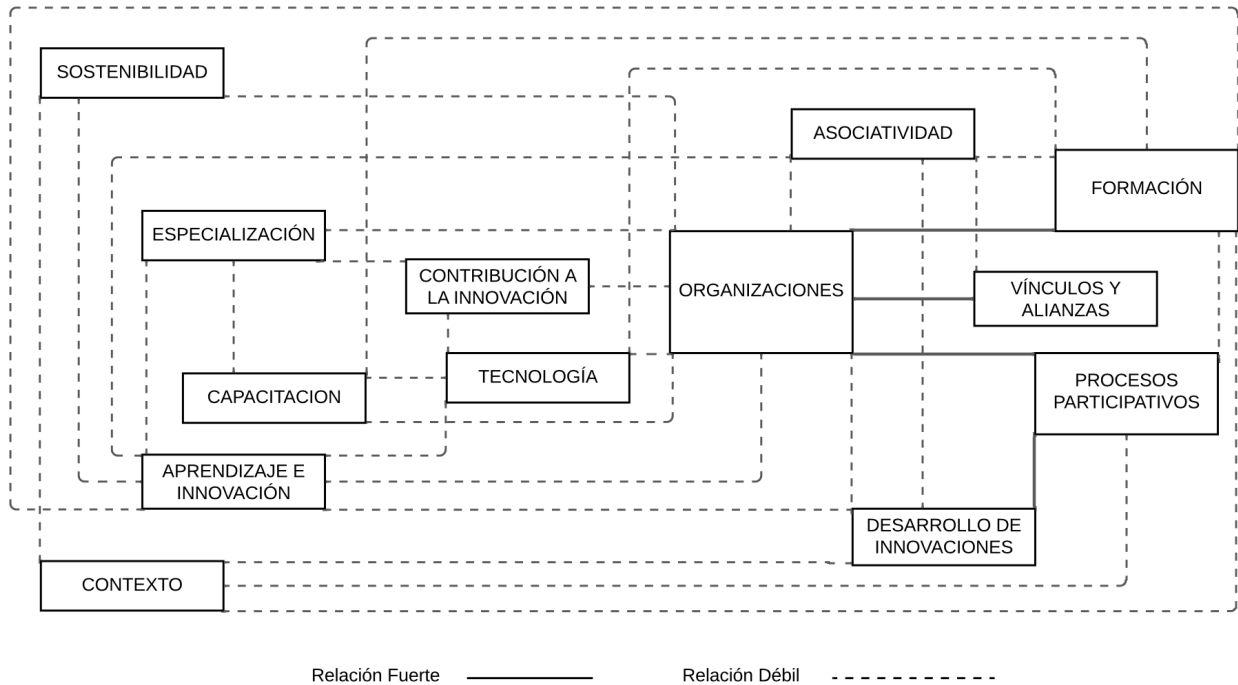 SOSTENIBILIDAD
ASOCIATIVIDAD
FORMACIÓN
ESPECIALIZACIÓN
CONTRIBUCIÓN A
LA INNOVACIÓN
ORGANIZACIONES
VÍNCULOS Y
ALIANZAS
TECNOLOGÍA
CAPACITACION
PROCESOS
PARTICIPATIVOS
APRENDIZAJE E
INNOVACIÓN
DESARROLLO DE
INNOVACIONES
CONTEXTO
Relación Fuerte
Relación Débil